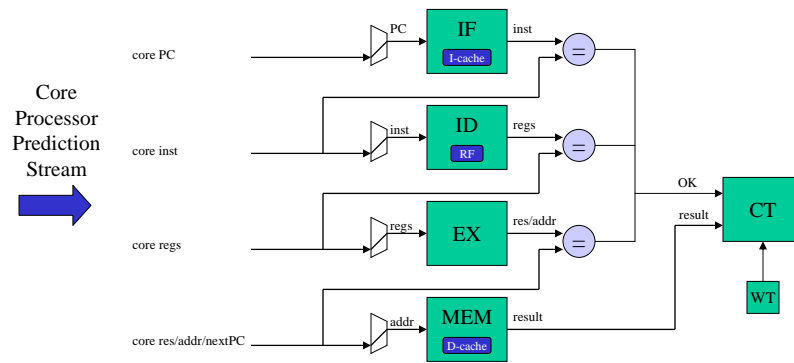 Core
Processor
Prediction
Stream
core PC
PC
IF
I-cache
inst
=
core inst
inst
ID
RF
regs
=
core regs
regs
EX
res/addr
=
core res/addr/nextPC
addr
MEM
D-cache
result
OK
result
CT
WT